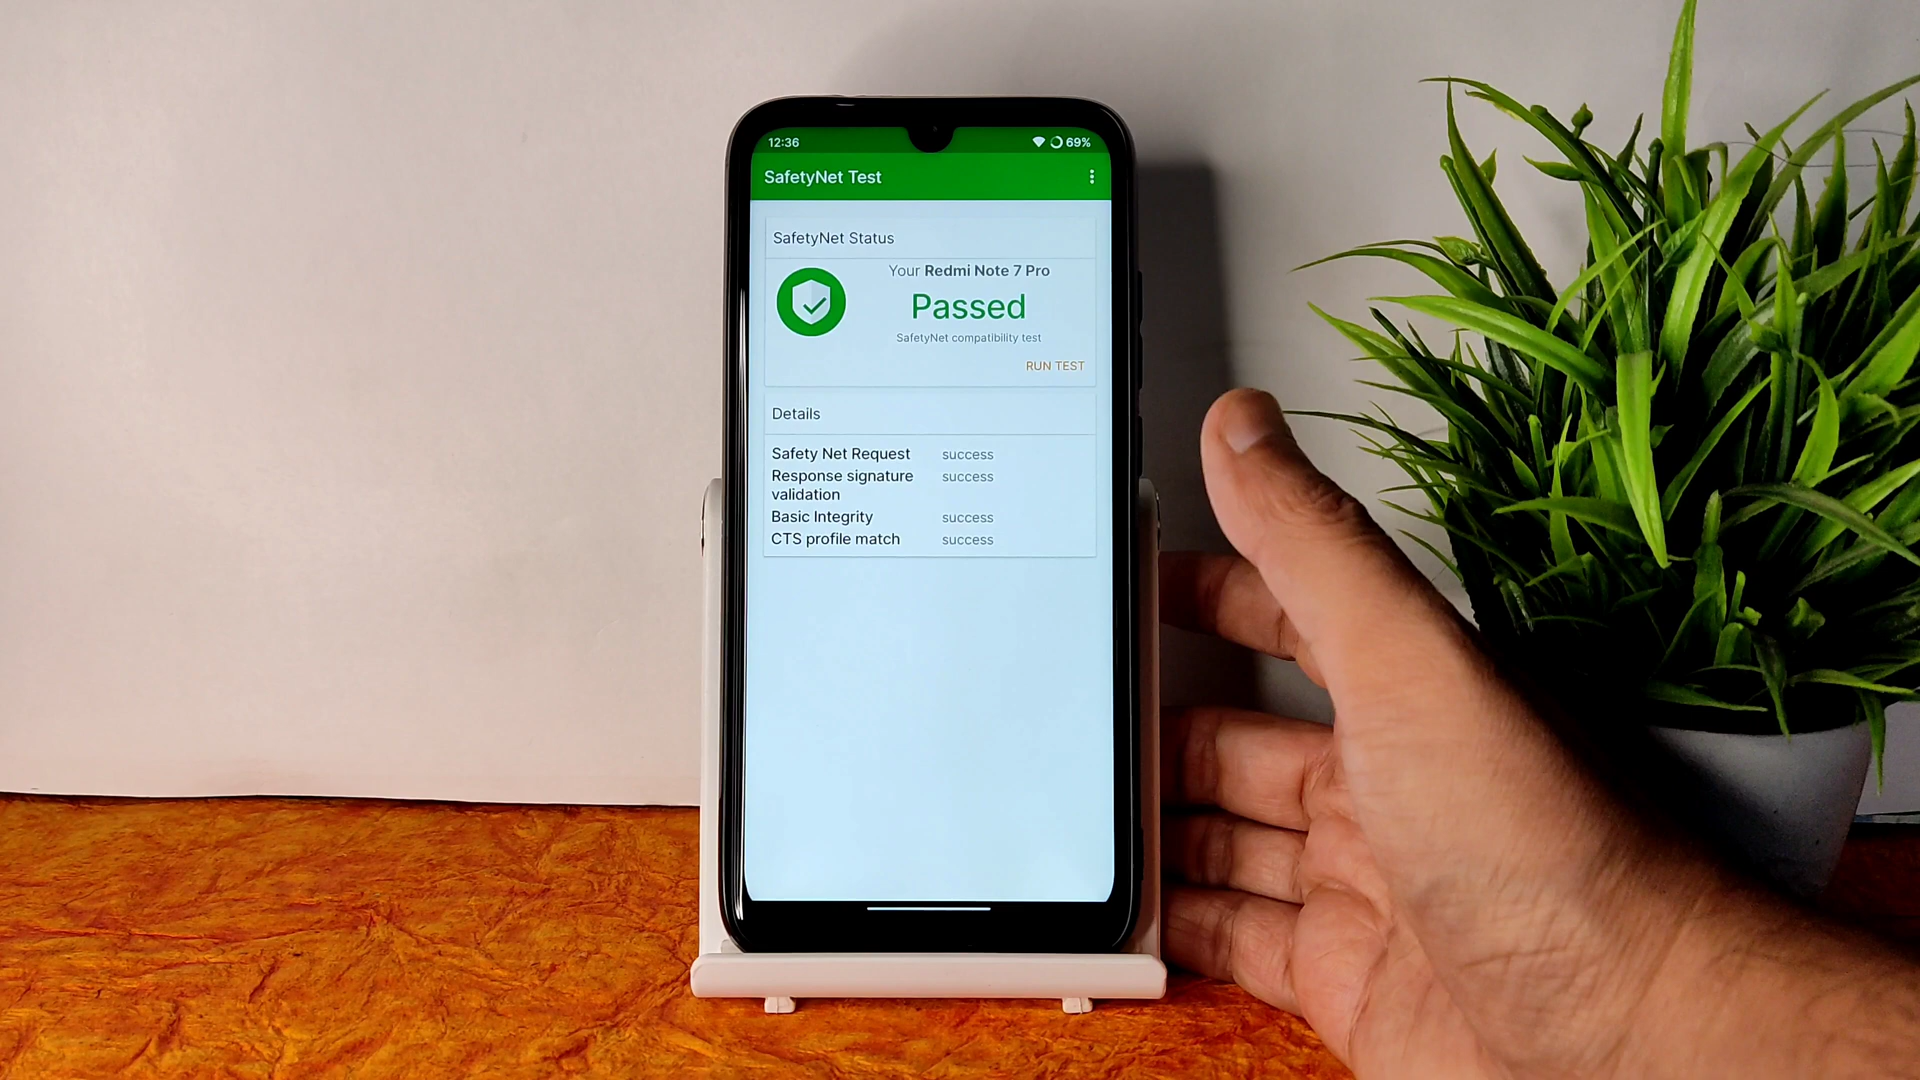 12:36 69%
SafetyNet Test
SafetyNet Status
Your Redmi Note 7 Pro
Passed
SafetyNet compatibility test
RUN TEST
Details
Safety Net Request success
Response signature success
validation
Basic Integrity success
CTS profile match success